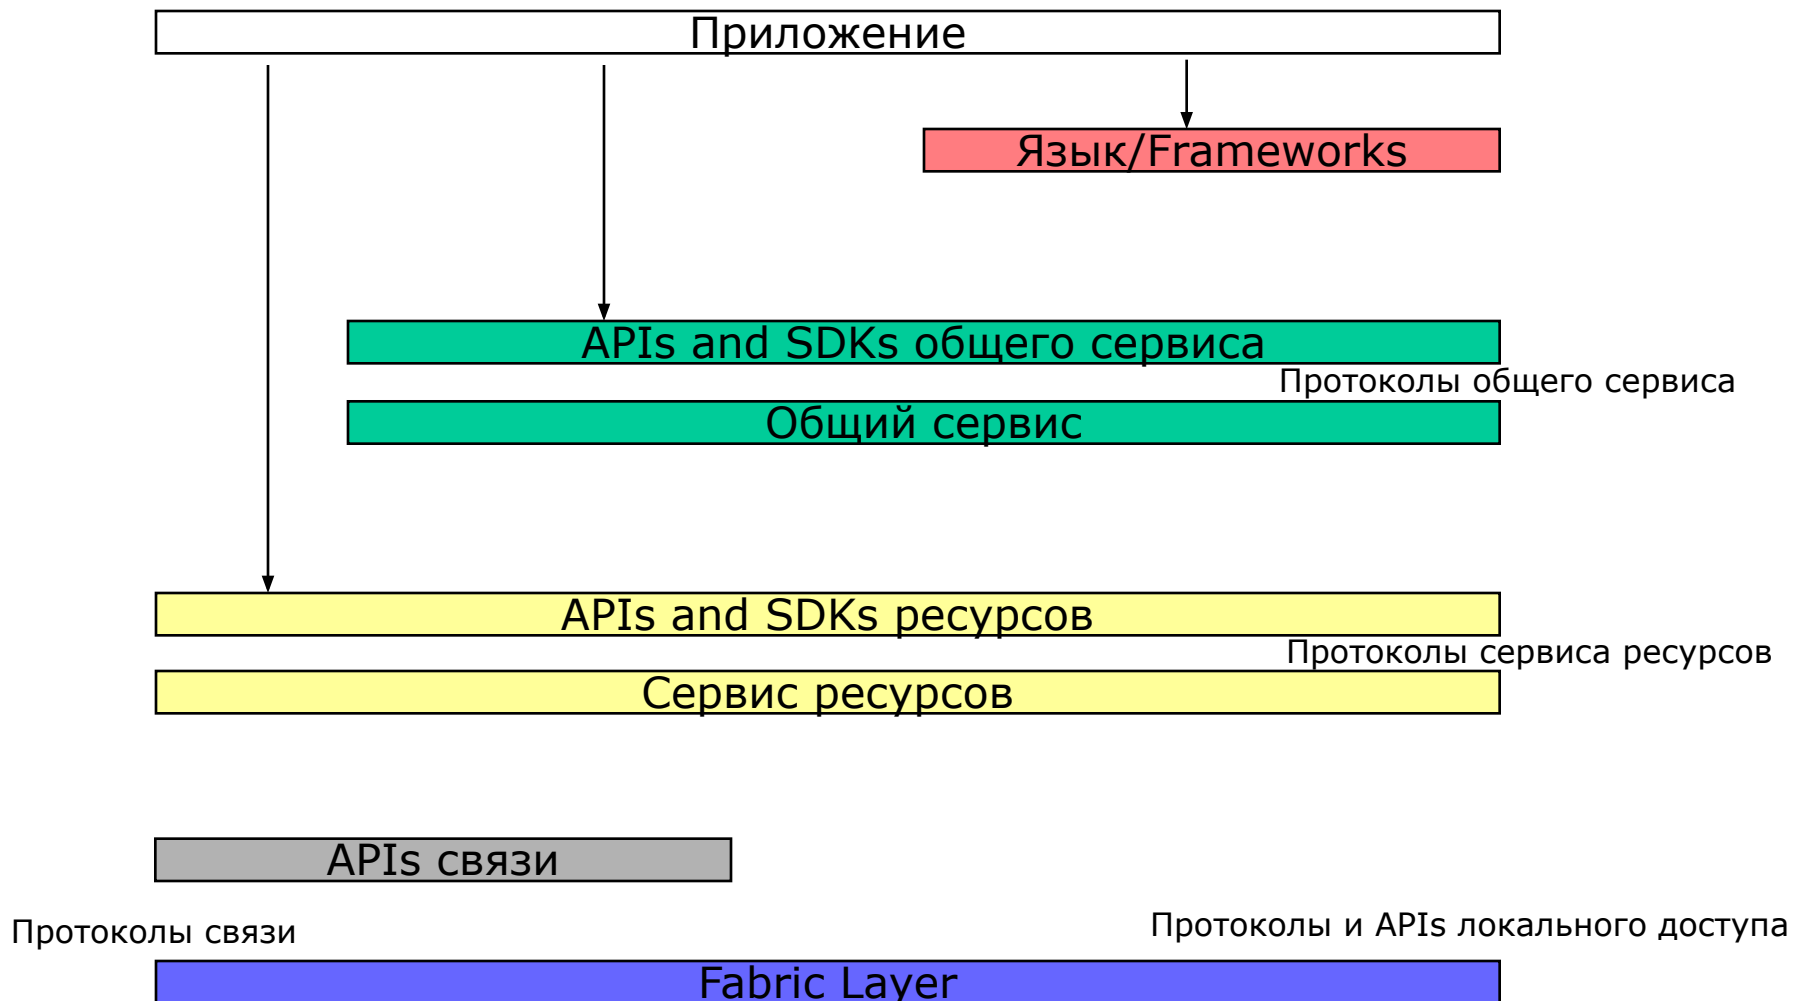 Приложение
Язык/Frameworks
APIs and SDKs общего сервиса
Протоколы общего сервиса
Общий сервис
APIs and SDKs ресурсов
Протоколы сервиса ресурсов
Сервис ресурсов
APIs связи
Протоколы связи
Протоколы и APIs локального доступа
Fabric Layer